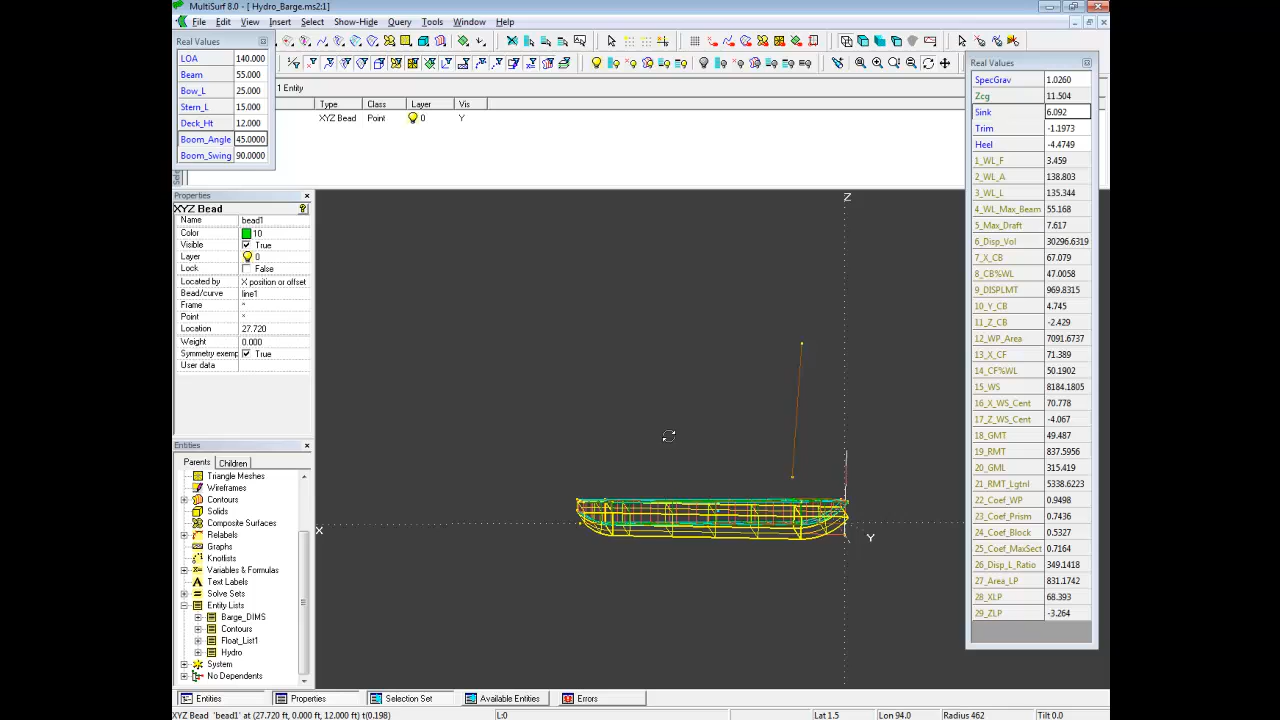 MultiSurf 8.0 - [ Hydro_Barge.ms2:1]
File Edit View Insert Select Show-Hide Query Tools Window Help
Real Values
LOA 140.000
Beam 55.000
Bow_L 25.000
Stern_L 15.000
Deck_Ht 12.000
Boom_Angle 45.0000
Boom_Swing 90.0000
1 Entity
Type Class Layer Vis
XYZ Bead Point 0 Y
Properties
XYZ Bead
Name bead1
Color 10
Visible True
Layer 0
Lock False
Located by X position or offset
Bead/curve line1
Frame *
Point *
Location 27.720
Weight 0.000
Symmetry exemp True
User data
Entities
Parents Children
Triangle Meshes
Wireframes
Contours
Solids
Composite Surfaces
Relabels
Graphs
Knotlists
Variables & Formulas
Text Labels
Solve Sets
Entity Lists
Barge_DIMS
Contours
Float_List1
Hydro
System
No Dependents
Z
X
Y
Real Values
SpecGrav 1.0260
Zcg 11.504
Sink 6.092
Trim -1.1973
Heel -4.4749
1_WL_F 3.459
2_WL_A 138.803
3_WL_L 135.344
4_WL_Max_Beam 55.168
5_Max_Draft 7.617
6_Disp_Vol 30296.6319
7_X_CB 67.079
8_CB%WL 47.0058
9_DISPLMT 969.8315
10_Y_CB 4.745
11_Z_CB -2.429
12_WP_Area 7091.6737
13_X_CF 71.389
14_CF%WL 50.1902
15_WS 8184.1805
16_X_WS_Cent 70.778
17_Z_WS_Cent -4.067
18_GMT 49.487
19_RMT 837.5956
20_GML 315.419
21_RMT_Lgtnl 5338.6223
22_Coef_WP 0.9498
23_Coef_Prism 0.7436
24_Coef_Block 0.5327
25_Coef_MaxSect 0.7164
26_Disp_L_Ratio 349.1418
27_Area_LP 831.1742
28_XLP 68.393
29_ZLP -3.264
Entities Properties Selection Set Available Entities Errors
XYZ Bead 'bead1' at (27.720 ft, 0.000 ft, 12.000 ft) t(0.198) L:0 Lat 1.5 Lon 94.0 Radius 462 Tilt 0.0